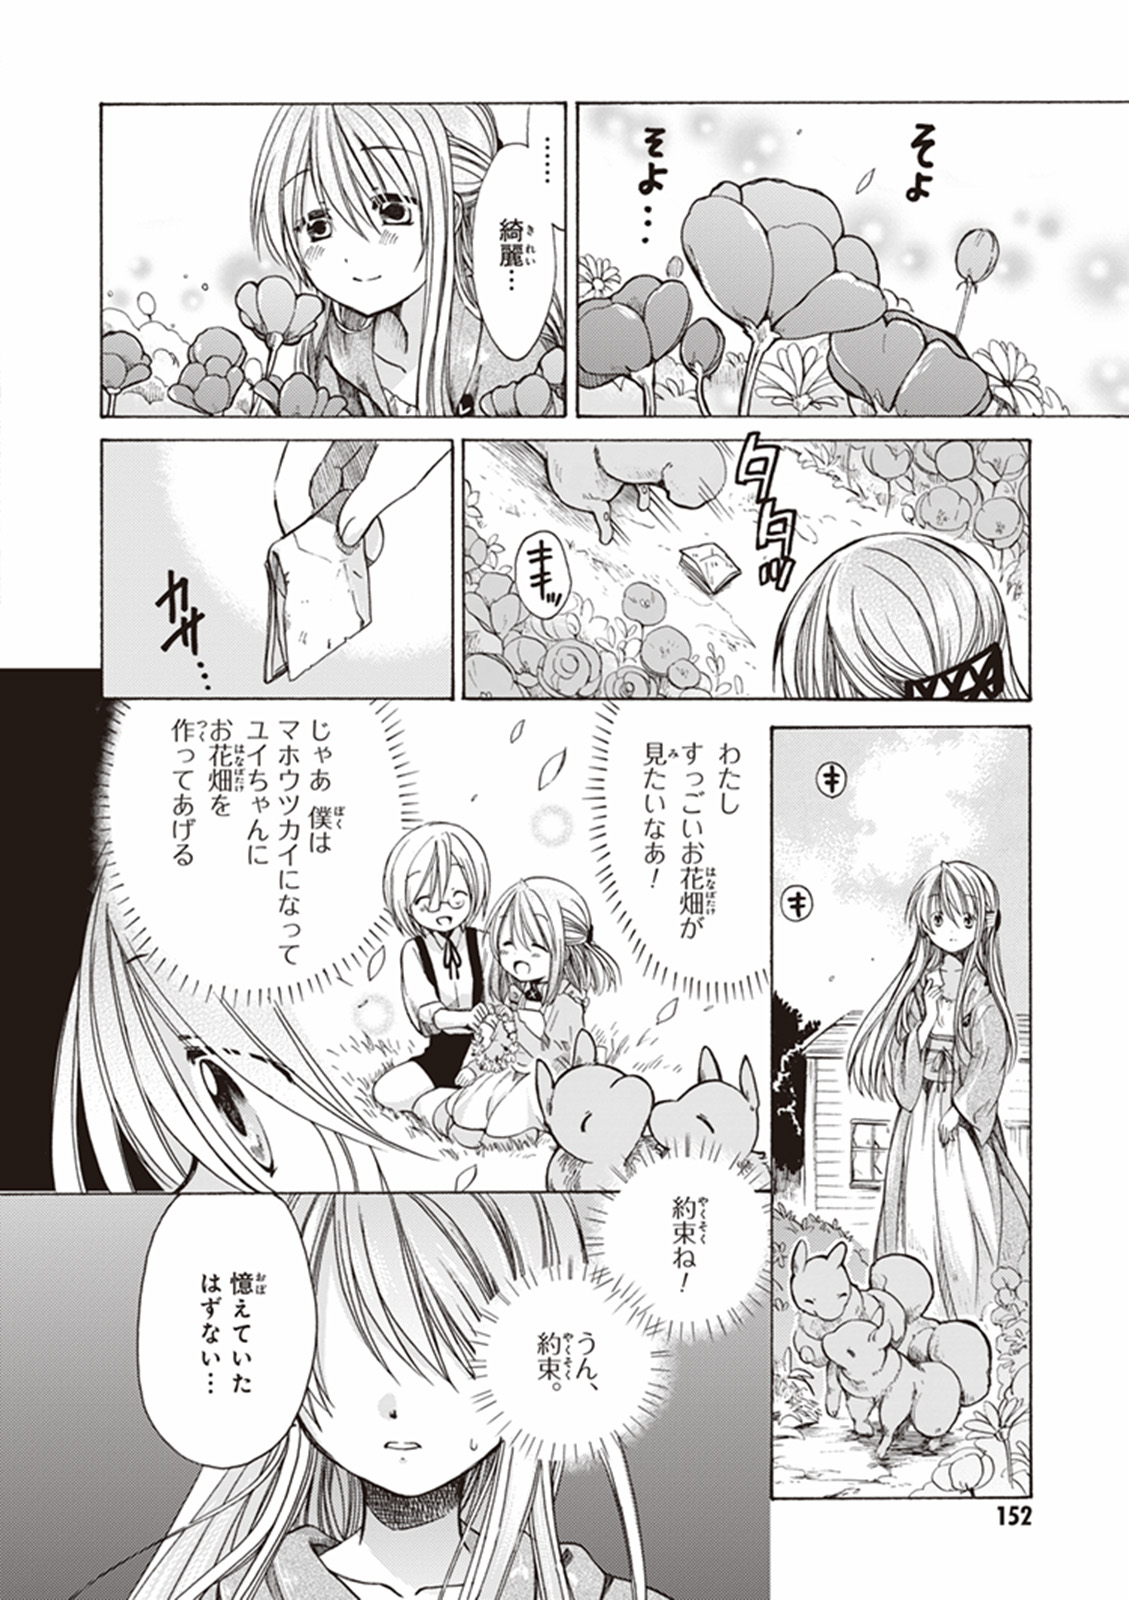 そよ
そよ…
……
綺麗…
タタタッ
キキッ
カサ…
キ
キ
わたし
すっごいお花畑が
見たいなあ！
じゃあ 僕は
マホウツカイになって
ユイちゃんに
お花畑を
作ってあげる
約束ね！
うん、
約束。
憶えていた
はずない…
152